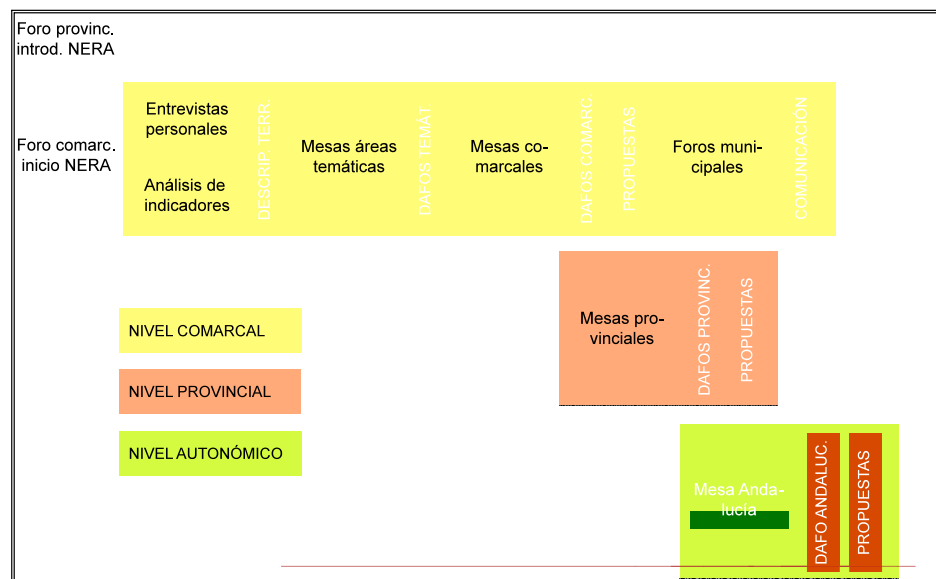 Foro provinc.
introd. NERA
Foro comarc.
inicio NERA
Entrevistas
personales
Análisis de
indicadores
DESCRIP. TERR.
Mesas áreas
temáticas
DAFOS TEMÁT
Mesas co-
marcales
DAFOS COMARC
PROPUESTAS
Foros muni-
cipales
COMUNICACIÓN
Mesas pro-
vinciales
DAFOS PROVINC.
PROPUESTAS
NIVEL COMARCAL
NIVEL PROVINCIAL
NIVEL AUTONÓMICO
Mesa Anda-
lucía
DAFO ANDALUC.
PROPUESTAS